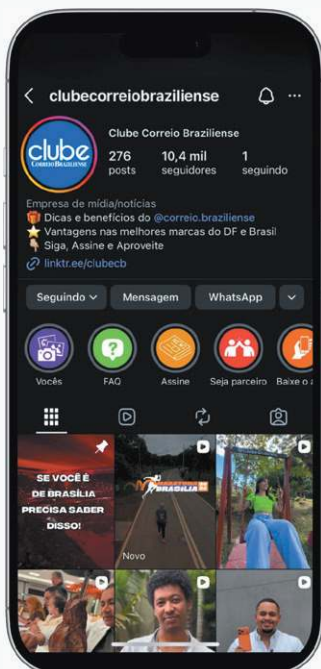 clubecorreiobraziliense
clube
CORREIO BRAZILIENSE
Clube Correio Braziliense
276 10,4 mil 1
posts seguidores seguindo
Empresa de mídia/notícias
Dicas e benefícios do @correio.braziliense
Vantagens nas melhores marcas do DF e Brasil
Siga, Assine e Aproveite
linktr.ee/clubecb
Seguindo Mensagem WhatsApp
Vocês FAQ Assine Seja parceiro Baixe o a
SE VOCÊ É
DE BRASÍLIA
PRECISA SABER
DISSO!
MARATONA
BRASÍLIA
Novo